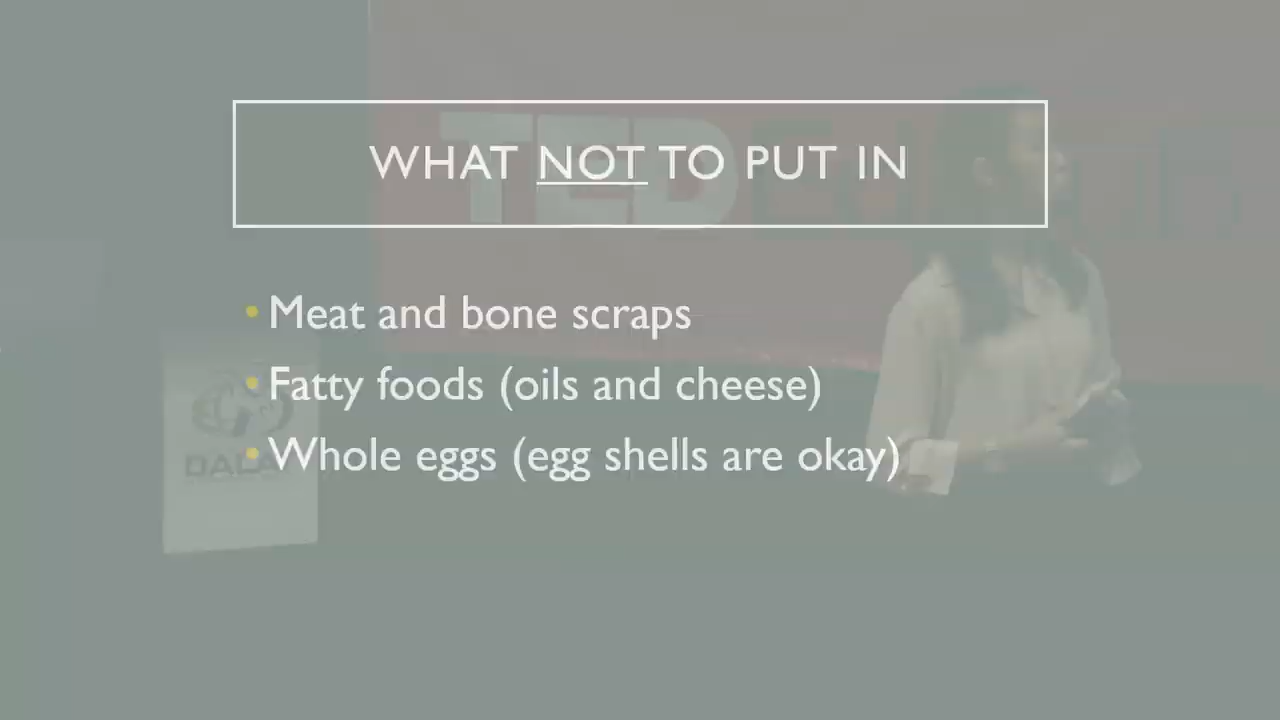 WHAT NOT TO PUT IN
TED
• Meat and bone scraps
• Fatty foods (oils and cheese)
• Whole eggs (egg shells are okay)